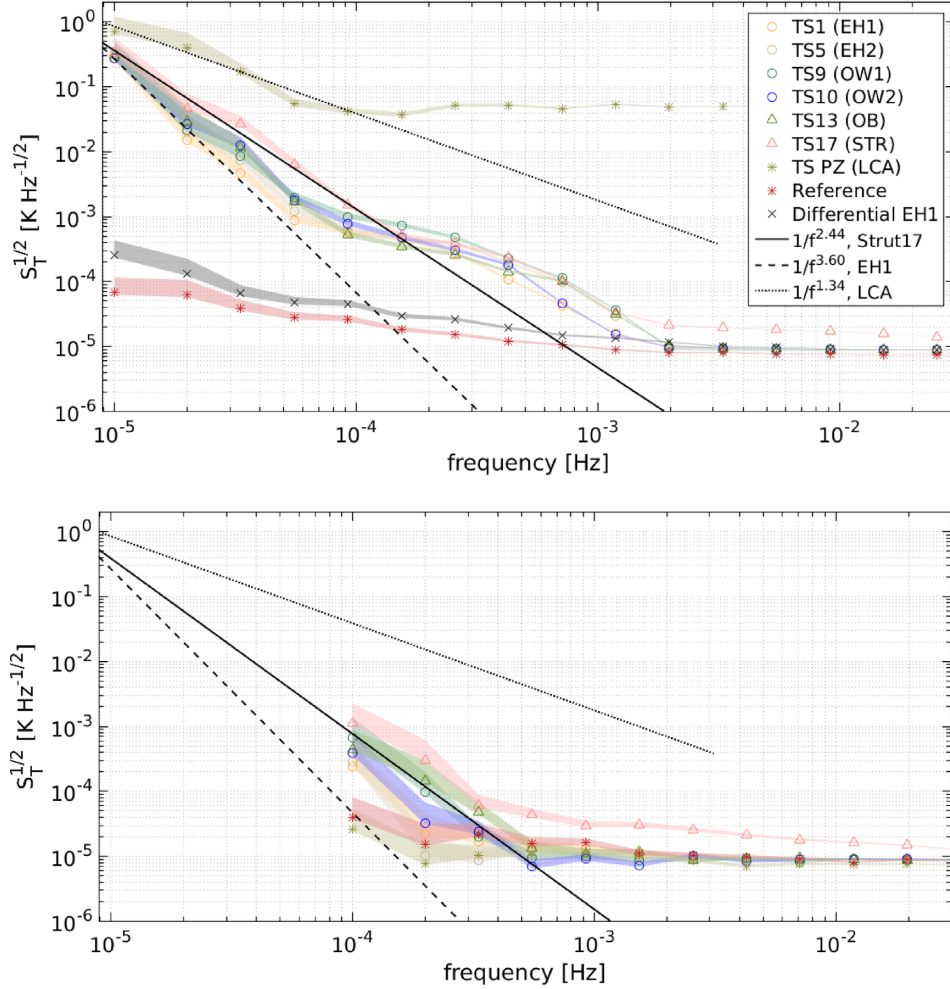 10^0
10^-1
10^-2
10^-3
10^-4
10^-5
10^-6
S_T^1/2 [K Hz^-1/2]
TS1 (EH1)
TS5 (EH2)
TS9 (OW1)
TS10 (OW2)
TS13 (OB)
TS17 (STR)
TS PZ (LCA)
Reference
Differential EH1
1/f^2.44, Strut17
1/f^3.60, EH1
1/f^1.34, LCA
10^-5 10^-4 10^-3 10^-2
frequency [Hz]
10^0
10^-1
10^-2
10^-3
10^-4
10^-5
10^-6
S_T^1/2 [K Hz^-1/2]
10^-5 10^-4 10^-3 10^-2
frequency [Hz]